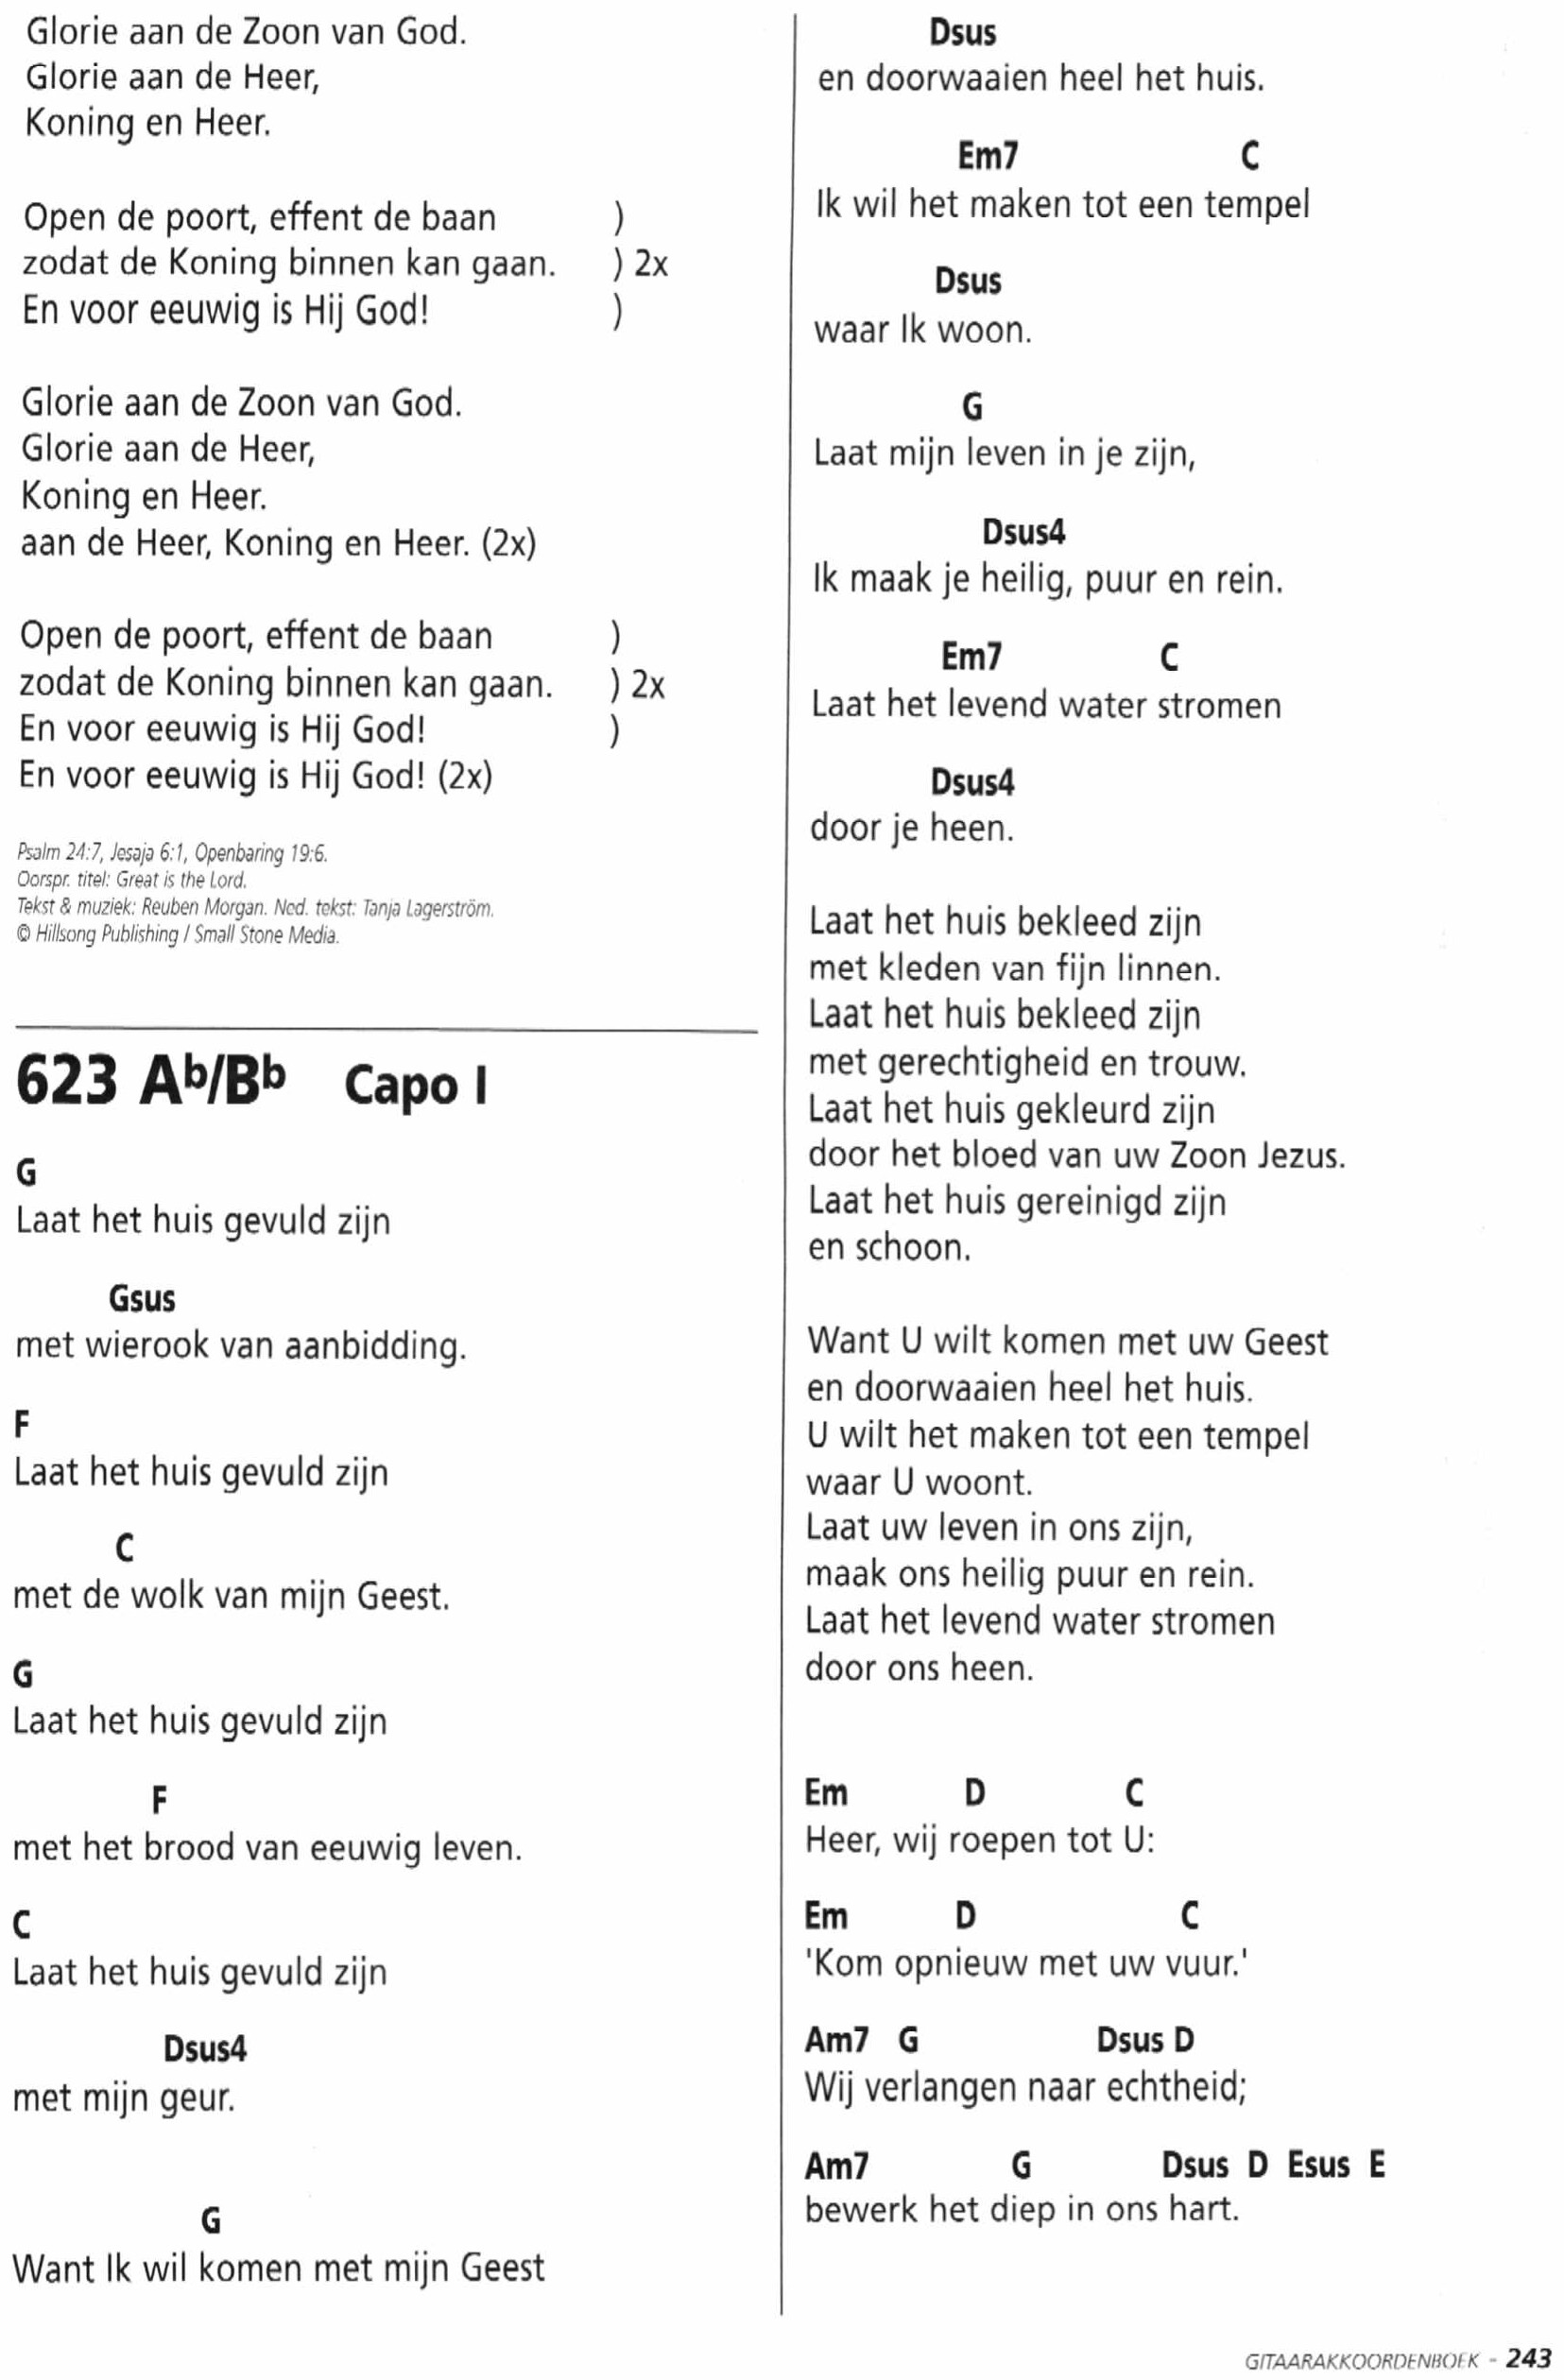 Glorie aan de Zoon van God.
Glorie aan de Heer,
Koning en Heer.
Open de poort, effent de baan )
zodat de Koning binnen kan gaan. ) 2x
En voor eeuwig is Hij God! )
Glorie aan de Zoon van God.
Glorie aan de Heer,
Koning en Heer.
aan de Heer, Koning en Heer. (2x)
Open de poort, effent de baan )
zodat de Koning binnen kan gaan. ) 2x
En voor eeuwig is Hij God! )
En voor eeuwig is Hij God! (2x)
Psalm 24:7, Jesaja 6:1, Openbaring 19:6.
Oorspr. titel: Great is the Lord.
Tekst & muziek: Reuben Morgan. Ned. tekst: Tanja Lagerström.
© Hillsong Publishing / Small Stone Media.
623 Ab/Bb Capo I
G
Laat het huis gevuld zijn
Gsus
met wierook van aanbidding.
F
Laat het huis gevuld zijn
C
met de wolk van mijn Geest.
G
Laat het huis gevuld zijn
F
met het brood van eeuwig leven.
C
Laat het huis gevuld zijn
Dsus4
met mijn geur.
G
Want Ik wil komen met mijn Geest
Dsus
en doorwaaien heel het huis.
Em7 C
Ik wil het maken tot een tempel
Dsus
waar Ik woon.
G
Laat mijn leven in je zijn,
Dsus4
Ik maak je heilig, puur en rein.
Em7 C
Laat het levend water stromen
Dsus4
door je heen.
Laat het huis bekleed zijn
met kleden van fijn linnen.
Laat het huis bekleed zijn
met gerechtigheid en trouw.
Laat het huis gekleurd zijn
door het bloed van uw Zoon Jezus.
Laat het huis gereinigd zijn
en schoon.
Want U wilt komen met uw Geest
en doorwaaien heel het huis.
U wilt het maken tot een tempel
waar U woont.
Laat uw leven in ons zijn,
maak ons heilig puur en rein.
Laat het levend water stromen
door ons heen.
Em D C
Heer, wij roepen tot U:
Em D C
'Kom opnieuw met uw vuur.'
Am7 G Dsus D
Wij verlangen naar echtheid;
Am7 G Dsus D Esus E
bewerk het diep in ons hart.
GITAARAKKOORDENBOEK - 243